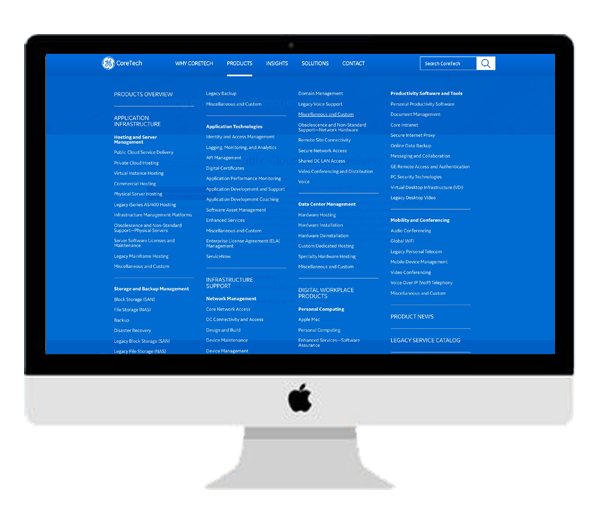 CoreTech
WHY CORETECH
PRODUCTS
INSIGHTS
SOLUTIONS
CONTACT
Search CoreTech
PRODUCTS OVERVIEW
APPLICATION
INFRASTRUCTURE
Hosting and Server
Management
Public Cloud Service Delivery
Private Cloud Hosting
Virtual Instance Hosting
Commercial Hosting
Physical Server Hosting
Legacy iSeries AS/400 Hosting
Infrastructure Management Platforms
Obsolescence and Non-Standard
Support—Physical Servers
Server Software Licenses and
Maintenance
Legacy Mainframe Hosting
Miscellaneous and Custom
Storage and Backup Management
Block Storage (SAN)
File Storage (NAS)
Backup
Disaster Recovery
Legacy Block Storage (SAN)
Legacy File Storage (NAS)
Legacy Backup
Miscellaneous and Custom
Application Technologies
Identity and Access Management
Logging, Monitoring, and Analytics
API Management
Digital Certificates
Application Performance Monitoring
Application Development and Support
Application Development Coaching
Software Asset Management
Enhanced Services
Miscellaneous and Custom
Enterprise License Agreement (ELA)
Management
ServiceNow
INFRASTRUCTURE
SUPPORT
Network Management
Core Network Access
DC Connectivity and Access
Design and Build
Device Maintenance
Device Management
Domain Management
Legacy Voice Support
Miscellaneous and Custom
Obsolescence and Non-Standard
Support—Network Hardware
Remote Site Connectivity
Secure Network Access
Shared DC LAN Access
Video Conferencing and Distribution
Voice
Data Center Management
Hardware Hosting
Hardware Installation
Hardware Deinstallation
Custom Dedicated Hosting
Specialty Hardware Hosting
Miscellaneous and Custom
DIGITAL WORKPLACE
PRODUCTS
Personal Computing
Apple Mac
Personal Computing
Enhanced Services—Software
Assurance
Productivity Software and Tools
Personal Productivity Software
Document Management
Core Intranet
Secure Internet Proxy
Online Data Backup
Messaging and Collaboration
GE Remote Access and Authentication
PC Security Technologies
Virtual Desktop Infrastructure (VDI)
Legacy Desktop Video
Mobility and Conferencing
Audio Conferencing
Global WiFi
Legacy Personal Telecom
Mobile Device Management
Video Conferencing
Voice Over IP (VoIP) Telephony
Miscellaneous and Custom
PRODUCT NEWS
LEGACY SERVICE CATALOG